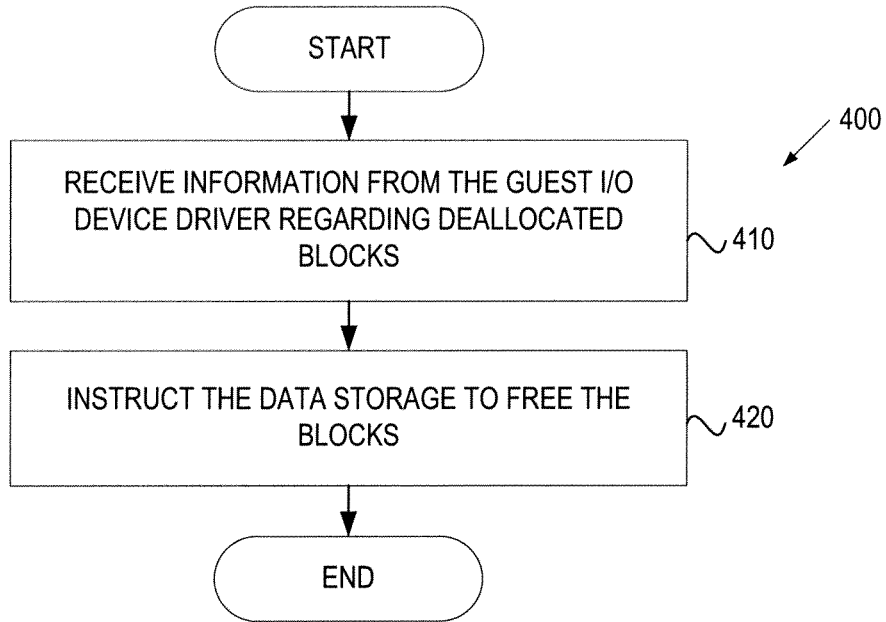 START
400
RECEIVE INFORMATION FROM THE GUEST I/O
DEVICE DRIVER REGARDING DEALLOCATED
BLOCKS
410
INSTRUCT THE DATA STORAGE TO FREE THE
BLOCKS
420
END